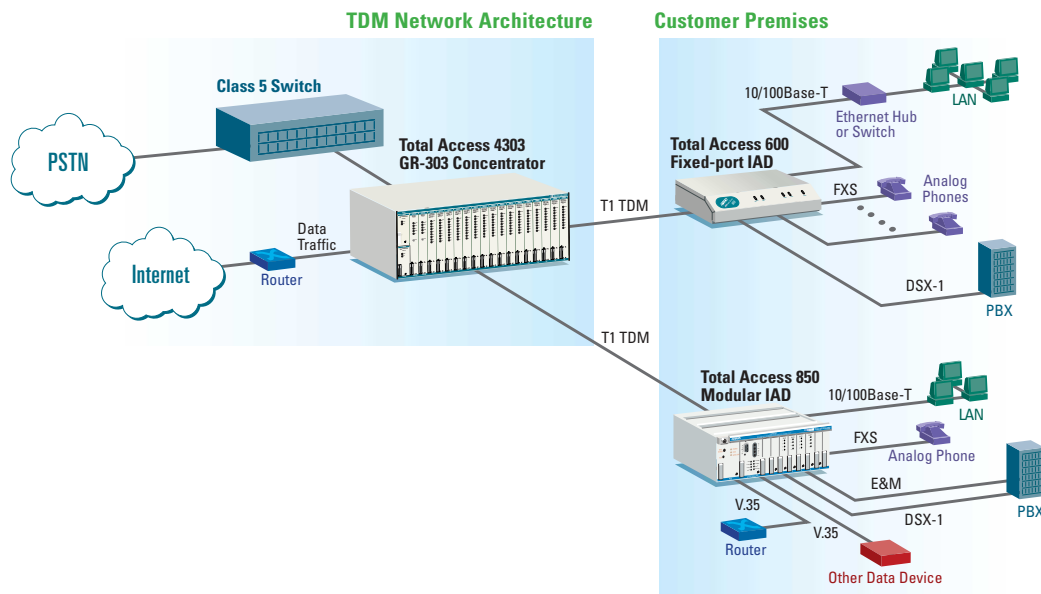 TDM Network Architecture
Customer Premises
Class 5 Switch
PSTN
Total Access 4303
GR-303 Concentrator
Data
Traffic
Internet
Router
T1 TDM
T1 TDM
Total Access 600
Fixed-port IAD
10/100Base-T
Ethernet Hub
or Switch
LAN
FXS
Analog
Phones
DSX-1
PBX
Total Access 850
Modular IAD
10/100Base-T
LAN
FXS
Analog Phone
E&M
DSX-1
PBX
V.35
V.35
Router
Other Data Device